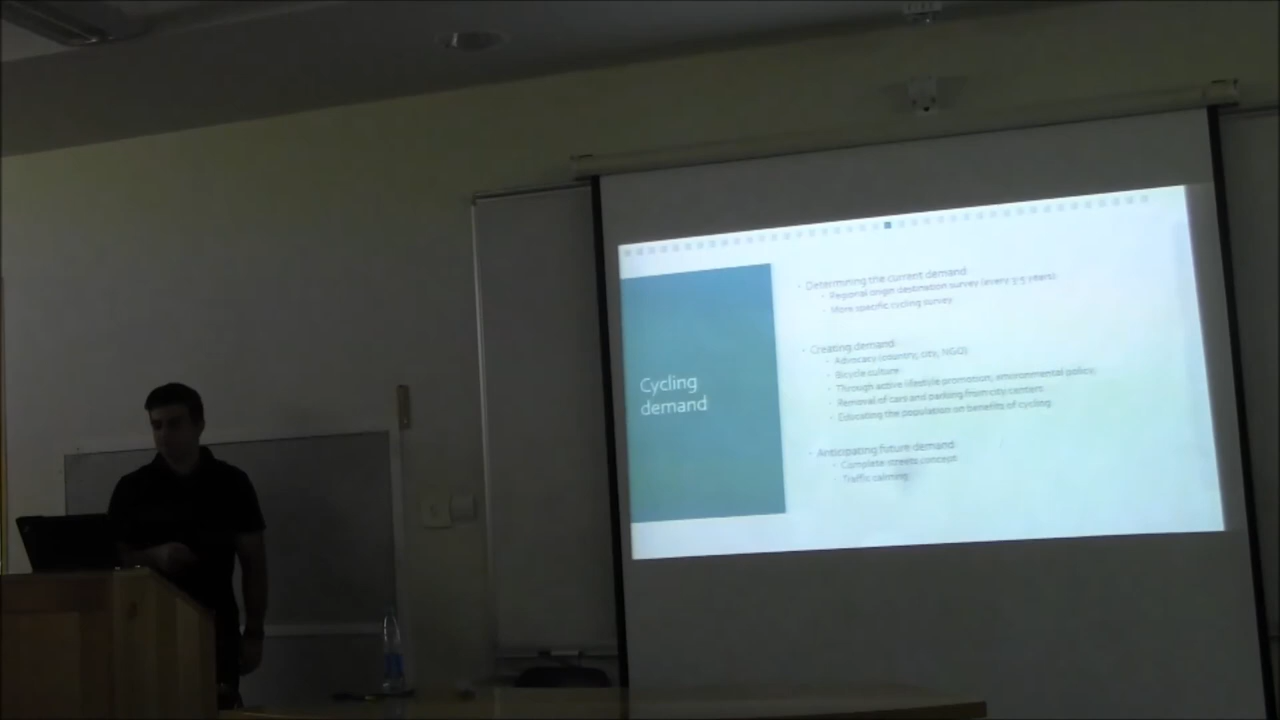 Cycling
demand
Determining the current demand:
Regional origin destination survey (every 3-5 years)
More specific cycling survey
Creating demand:
Advocacy (country, city, NGO)
Bicycle culture
Through active lifestyle promotion, environmental policy,
Removal of cars and parking from city centers
Educating the population on benefits of cycling
Anticipating future demand:
Complete streets concept
Traffic calming